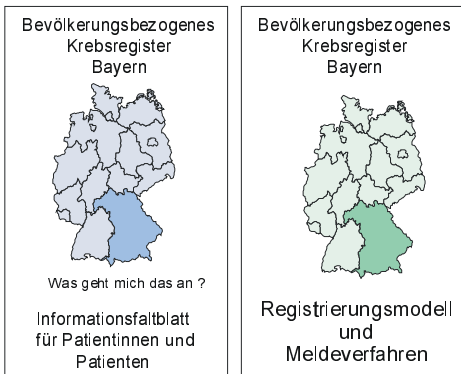 Bevölkerungsbezogenes
Krebsregister
Bayern
Was geht mich das an ?
Informationsfaltblatt
für Patientinnen und
Patienten
Bevölkerungsbezogenes
Krebsregister
Bayern
Registrierungsmodell
und
Meldeverfahren